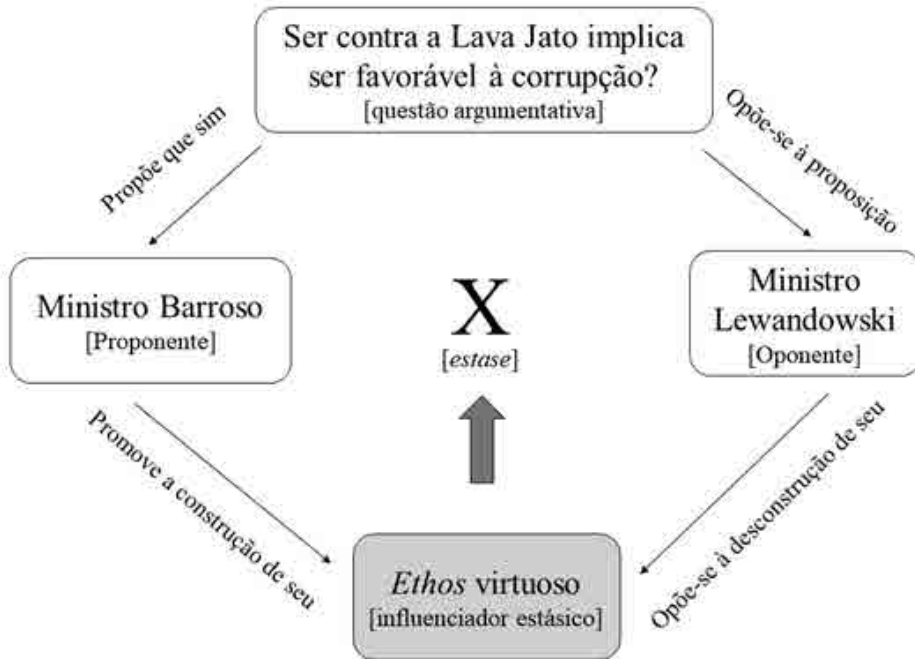 Ser contra a Lava Jato implica
ser favorável à corrupção?
[questão argumentativa]
Propõe que sim
Opõe-se à proposição
Ministro Barroso
[Proponente]
X
[estase]
Ministro
Lewandowski
[Oponente]
Promove a construção de seu
Opõe-se à desconstrução de seu
Ethos virtuoso
[influenciador estásico]